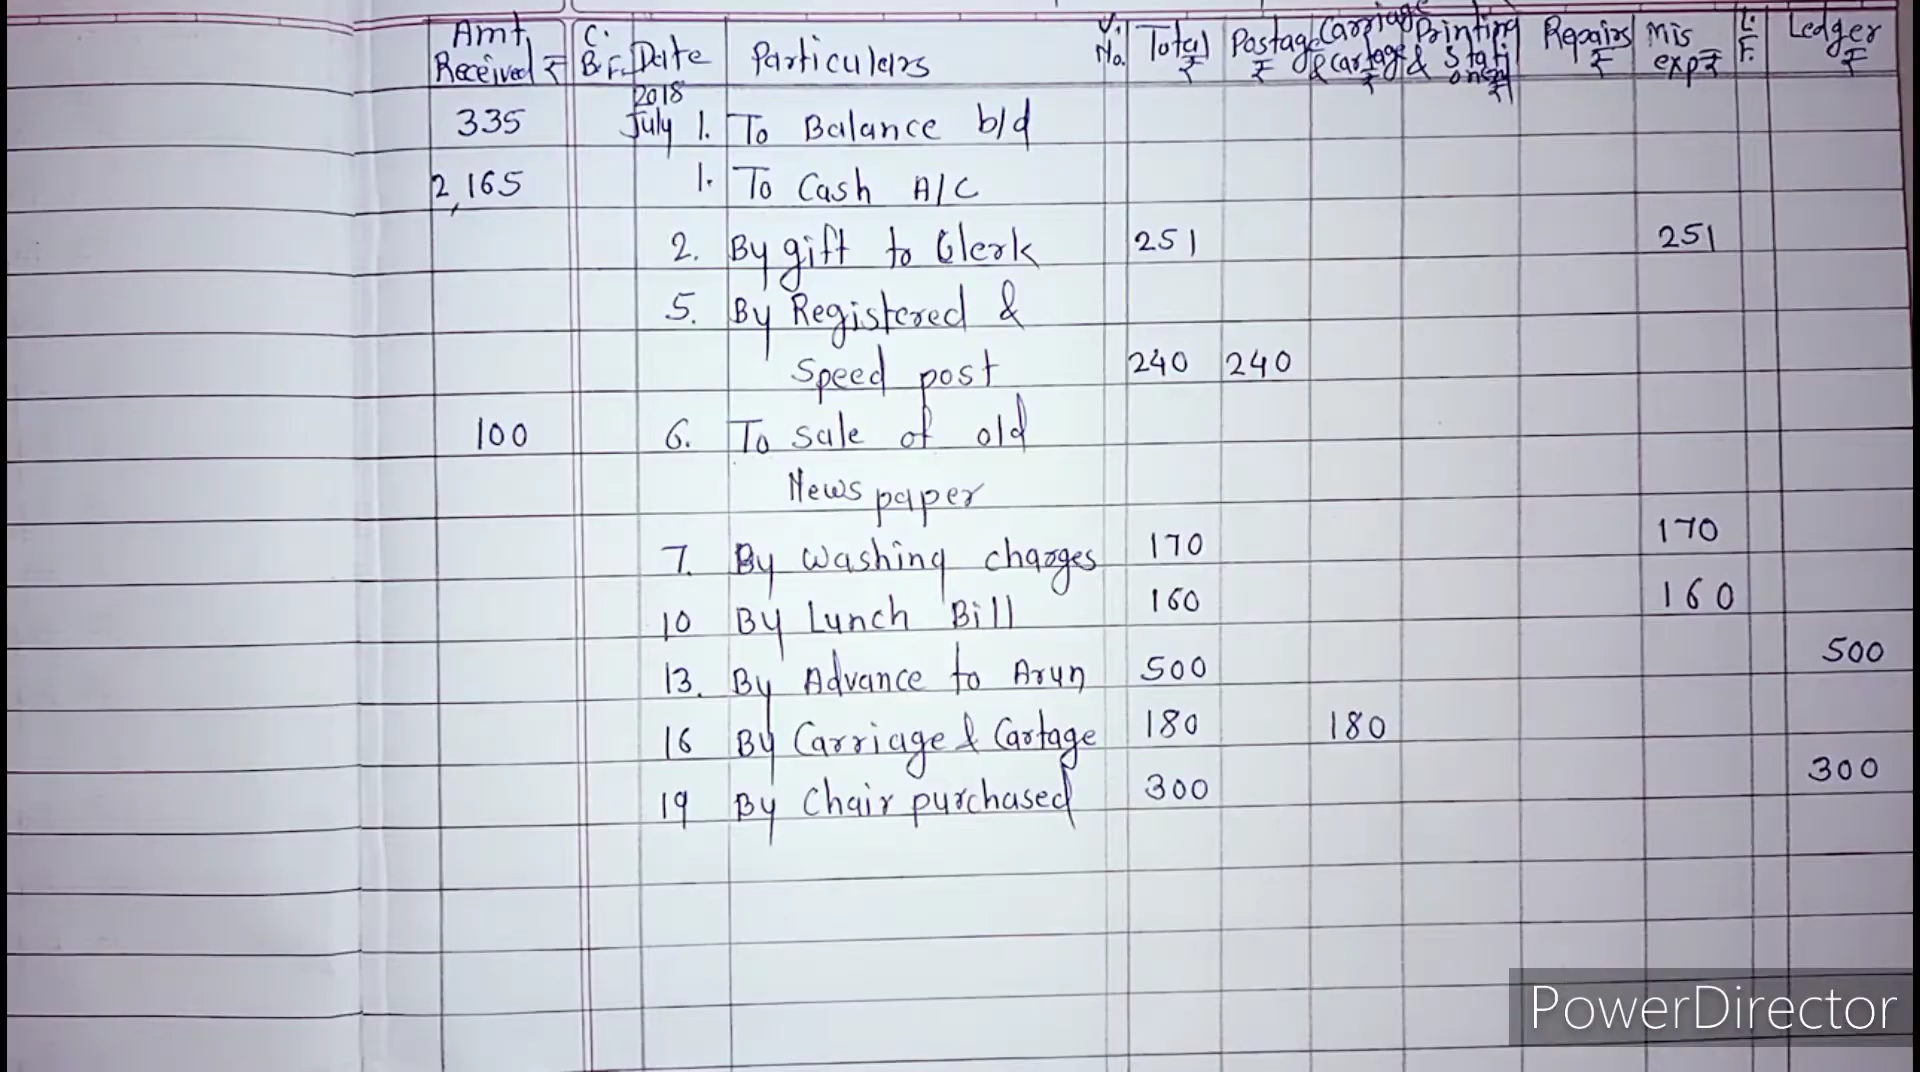 Amt Received ₹ C.B.F. Date Particulars V. No. Total ₹ Postage ₹ Carriage & Cartage ₹ Printing & Stationery ₹ Repairs ₹ Mis exp ₹ L.F. Ledger ₹
2018
335 July 1. To Balance b/d
2,165 1. To Cash A/C
2. By gift to Clerk 251 251
5. By Registered &
Speed post 240 240
100 6. To sale of old
News paper
7. By washing charges 170 170
10 By Lunch Bill 160 160
13. By Advance to Arun 500 500
16 By Carriage & Cartage 180 180
19 By Chair purchased 300 300
PowerDirector